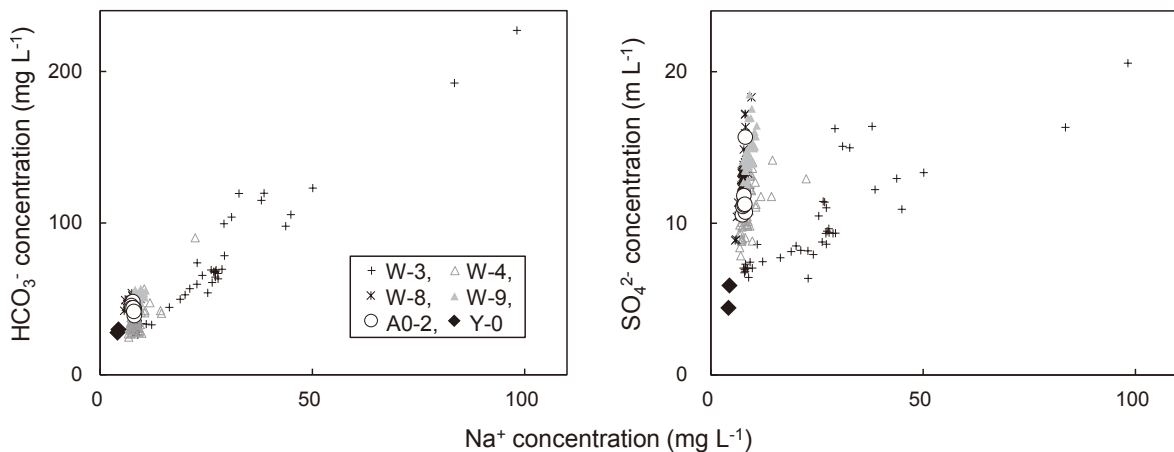 HCO₃⁻ concentration (mg L⁻¹)
200
100
0
0 50 100
W-3, W-4,
W-8, W-9,
A0-2, Y-0
SO₄²⁻ concentration (m L⁻¹)
20
10
0
0 50 100
Na⁺ concentration (mg L⁻¹)